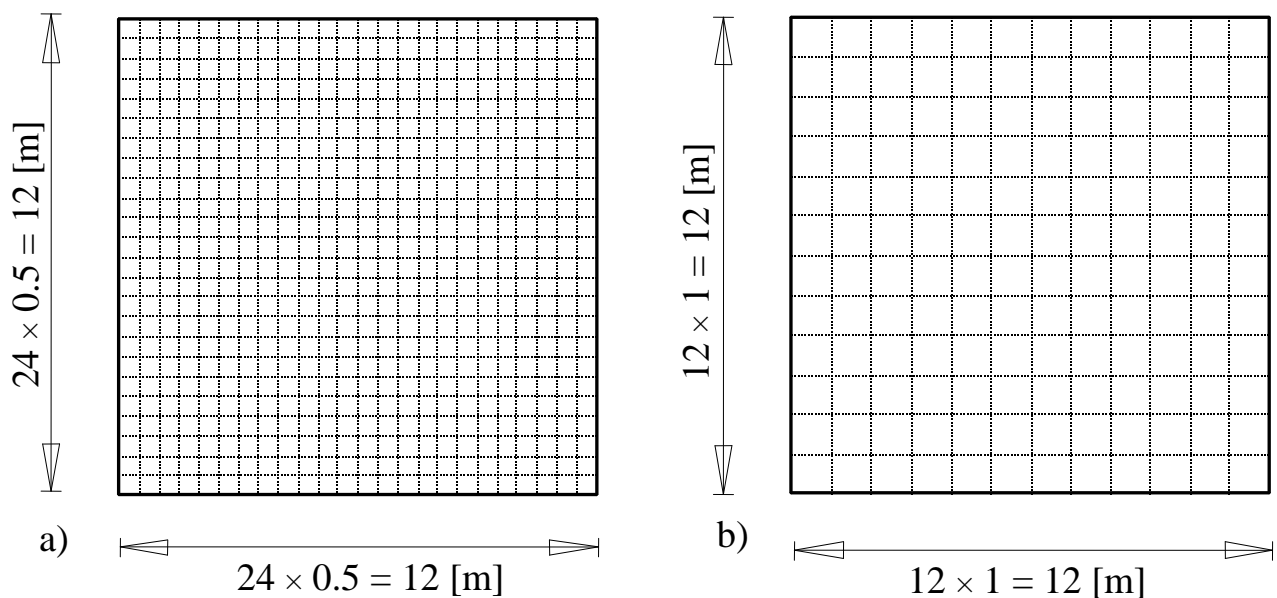 24 × 0.5 = 12 [m]
a)
24 × 0.5 = 12 [m]
12 × 1 = 12 [m]
b)
12 × 1 = 12 [m]